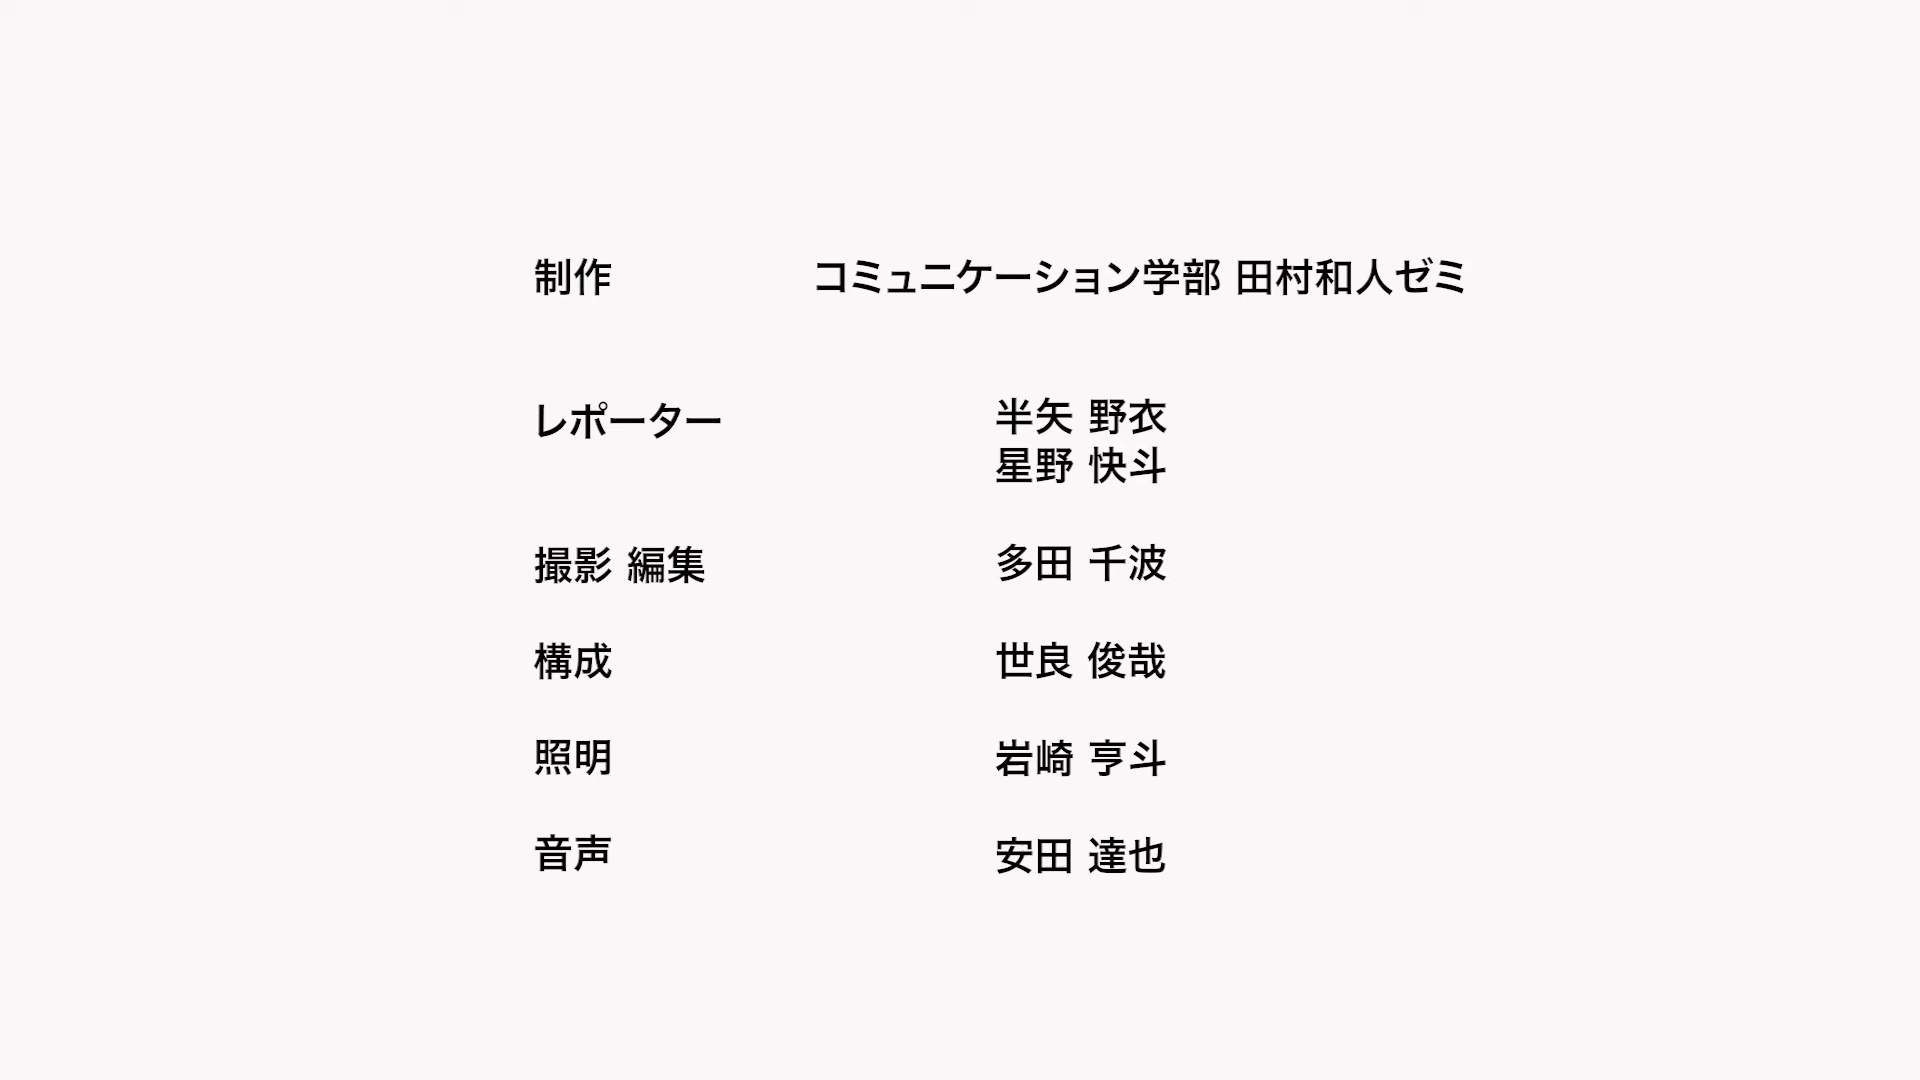 制作 コミュニケーション学部 田村和人ゼミ
レポーター 半矢 野衣
星野 快斗
撮影 編集 多田 千波
構成 世良 俊哉
照明 岩崎 亨斗
音声 安田 達也